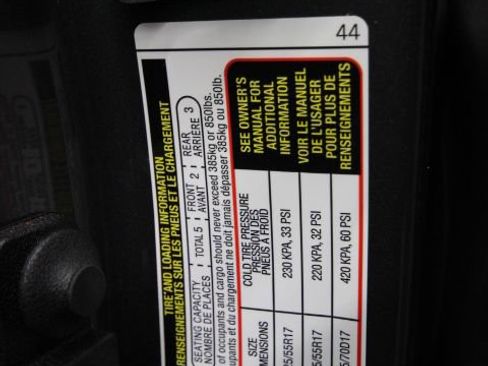 44
TIRE AND LOADING INFORMATION
RENSEIGNEMENTS SUR LES PNEUS ET LE CHARGEMENT
SEATING CAPACITY TOTAL 5 FRONT 2 REAR 3
NOMBRE DE PLACES AVANT ARRIÈRE
of occupants and cargo should never exceed 385kg or 850lbs.
upants et du chargement ne doit jamais dépasser 385kg ou 850lb.
SIZE COLD TIRE PRESSURE SEE OWNER'S
MENSIONS PRESSION DES MANUAL FOR
PNEUS À FROID ADDITIONAL
INFORMATION
5/55R17 230 KPA, 33 PSI VOIR LE MANUEL
5/55R17 220 KPA, 32 PSI DE L'USAGER
POUR PLUS DE
5/70D17 420 KPA, 60 PSI RENSEIGNEMENTS